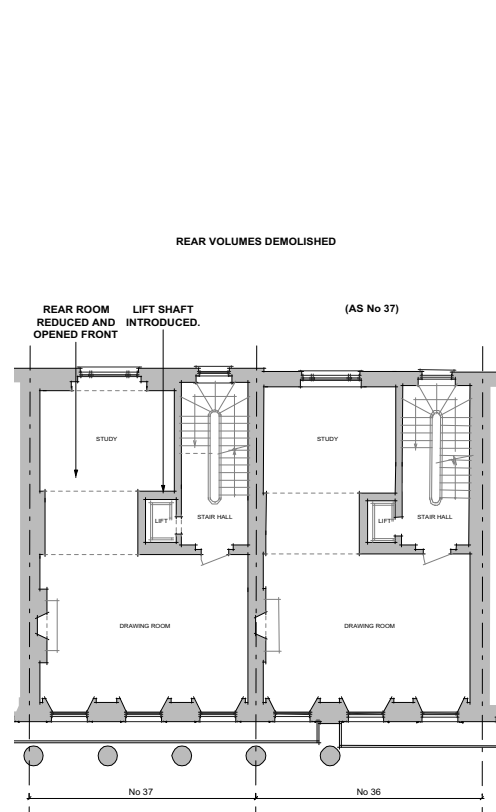 REAR VOLUMES DEMOLISHED
REAR ROOM
REDUCED AND
OPENED FRONT
LIFT SHAFT
INTRODUCED.
(AS No 37)
STUDY
STUDY
LIFT
STAIR HALL
LIFT
STAIR HALL
DRAWING ROOM
DRAWING ROOM
No 37
No 36